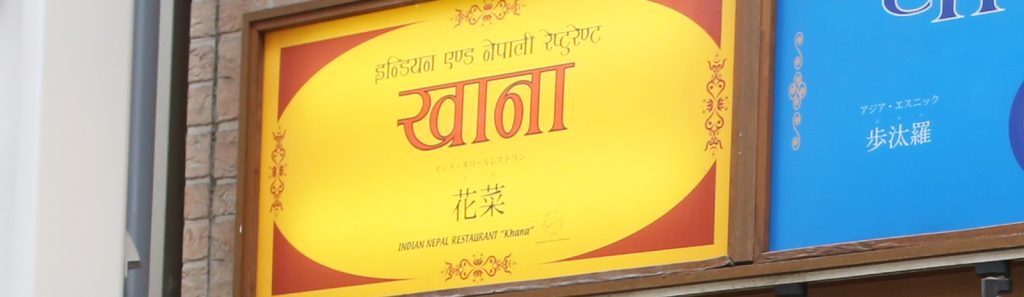 इन्डियन एण्ड नेपाली रेष्टुरेण्ट
खाना
インド・ネパールレストラン
花菜
INDIAN NEPAL RESTAURANT "Khana"
アジア・エスニック
歩汰羅